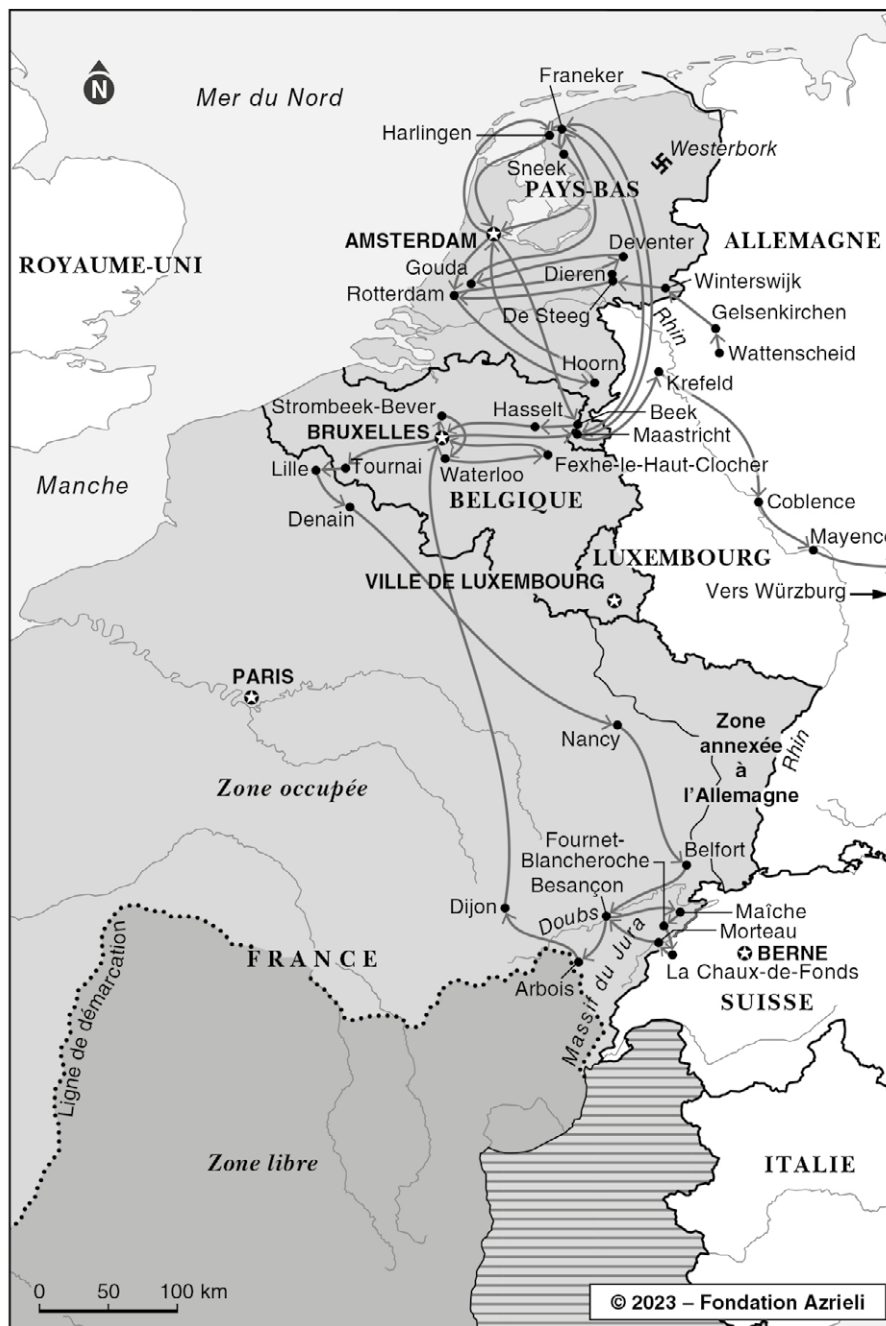 N
Mer du Nord
Franeker
Harlingen
Westerbork
Sneek
PAYS-BAS
AMSTERDAM
ROYAUME-UNI
Deventer
ALLEMAGNE
Gouda
Dieren
Winterswijk
Rotterdam
De Steeg
Rhin
Gelsenkirchen
Wattenscheid
Hoorn
Krefeld
Strombeek-Bever
Hasselt
Beek
BRUXELLES
Maastricht
Lille
Tournai
Waterloo
Fexhe-le-Haut-Clocher
Manche
BELGIQUE
Denain
Coblence
Mayence
LUXEMBOURG
VILLE DE LUXEMBOURG
Vers Würzburg
PARIS
Nancy
Zone
annexée
à
l'Allemagne
Rhin
Zone occupée
Fournet-
Blancheroche
Belfort
Besançon
Dijon
Doubs
Maîche
Morteau
FRANCE
BERNE
La Chaux-de-Fonds
Arbois
Massif du Jura
SUISSE
Ligne de démarcation
Zone libre
ITALIE
0 50 100 km
© 2023 – Fondation Azrieli